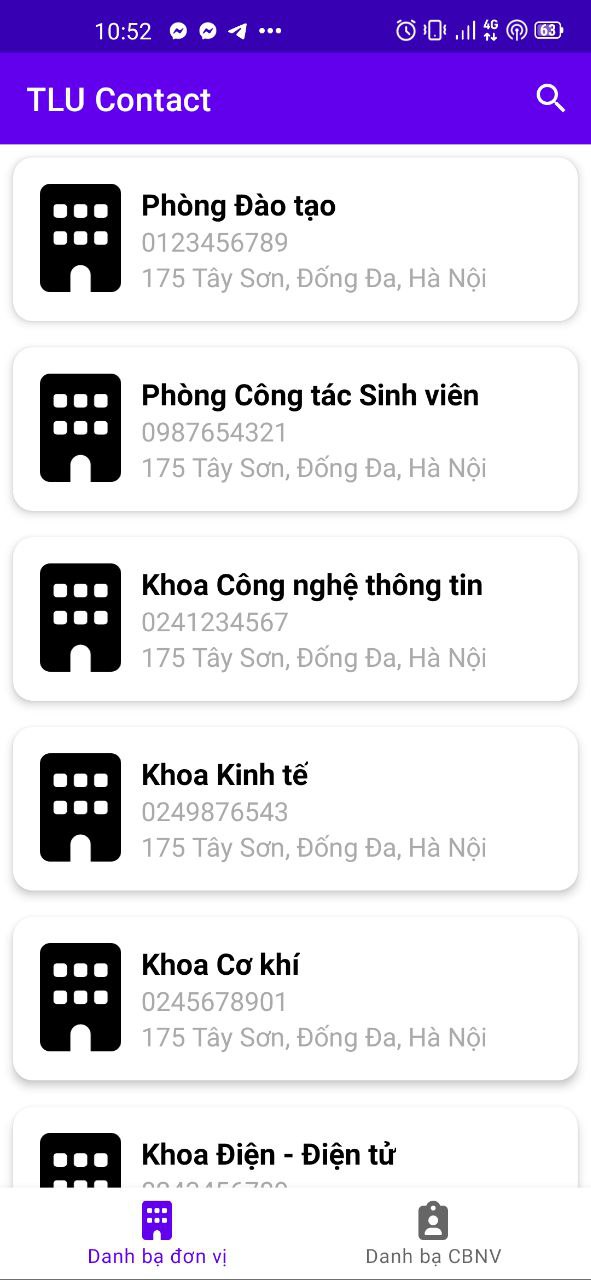 10:52 4G 63
TLU Contact
Phòng Đào tạo
0123456789
175 Tây Sơn, Đống Đa, Hà Nội
Phòng Công tác Sinh viên
0987654321
175 Tây Sơn, Đống Đa, Hà Nội
Khoa Công nghệ thông tin
0241234567
175 Tây Sơn, Đống Đa, Hà Nội
Khoa Kinh tế
0249876543
175 Tây Sơn, Đống Đa, Hà Nội
Khoa Cơ khí
0245678901
175 Tây Sơn, Đống Đa, Hà Nội
Khoa Điện - Điện tử
Danh bạ đơn vị
Danh bạ CBNV